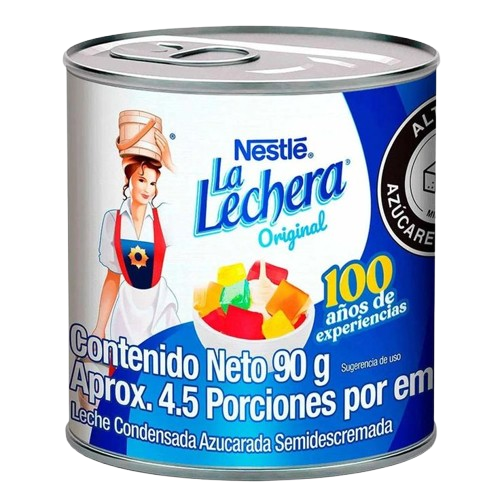 Nestlé®
La
Lechera®
Original
100
años de
experiencias
Sugerencia de uso
Contenido Neto 90 g
Aprox. 4.5 Porciones por em
Leche Condensada Azucarada Semidescremada
®